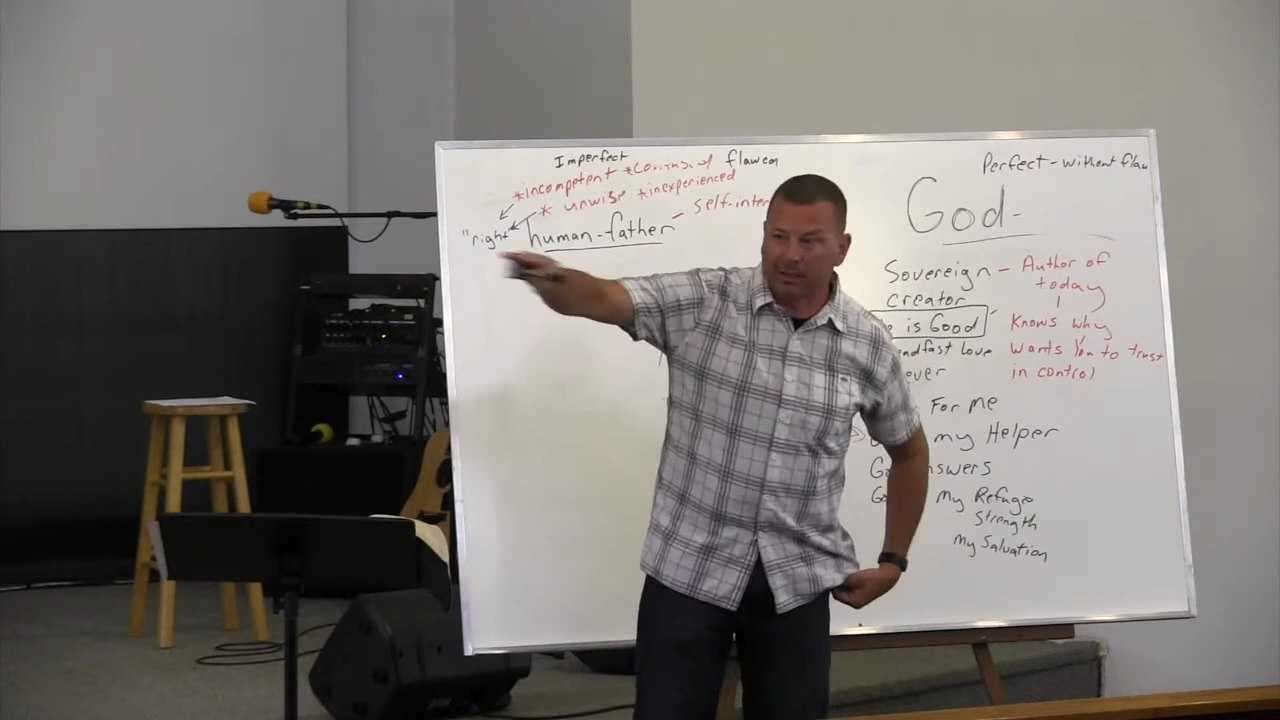 Imperfect flawed
*incompetent
* unwise *inexperienced
"right" human-father - self-inter
Perfect - without flaw
God-
Sovereign - Author of
today
creator
is Good
Knows why
adfast Love Wants You to trust
ever in control
For me
my Helper
Answers
My Refuge
Strength
My Salvation